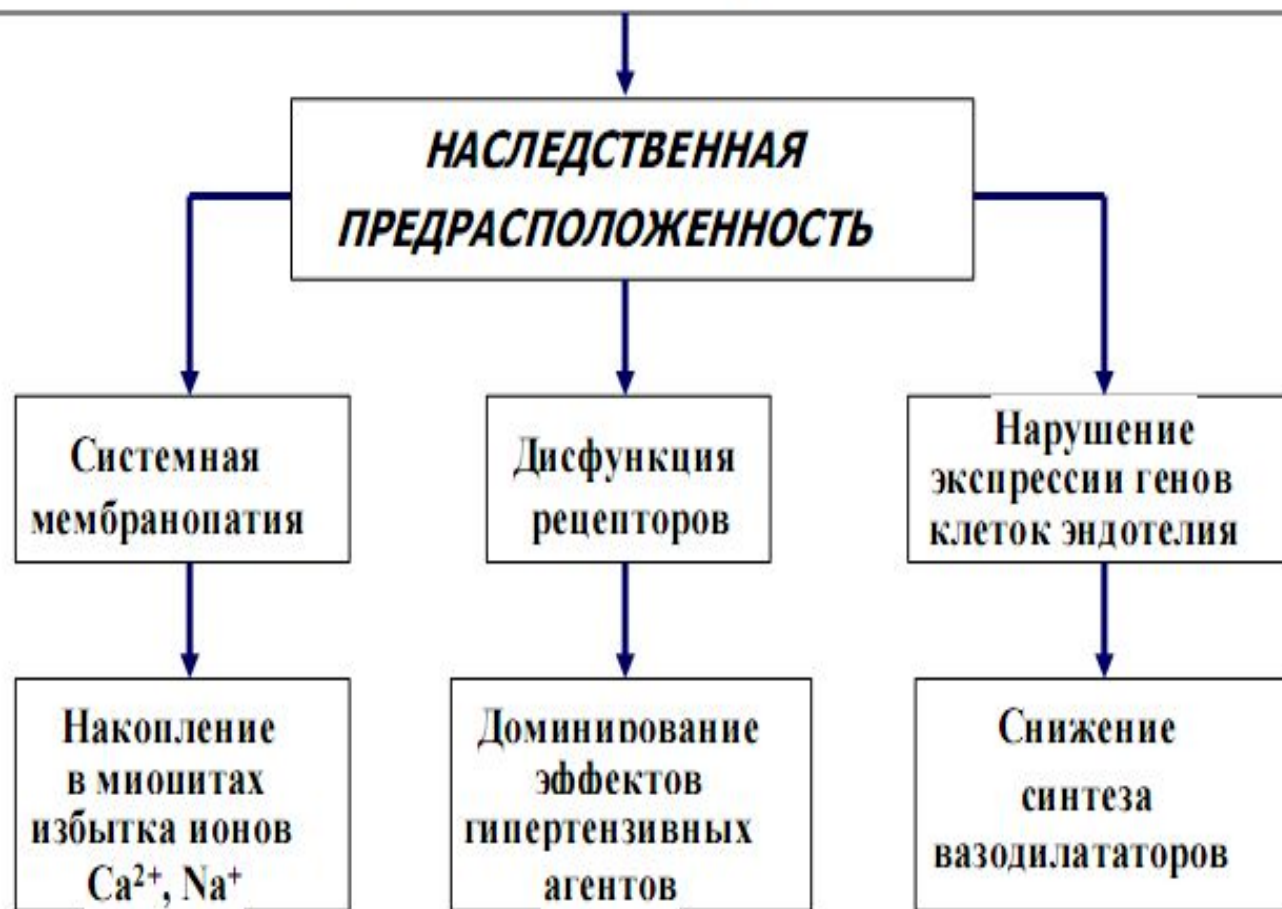 НАСЛЕДСТВЕННАЯ
ПРЕДРАСПОЛОЖЕННОСТЬ
Системная
мембранопатия
Дисфункция
рецепторов
Нарушение
экспрессии генов
клеток эндотелия
Накопление
в миоцитах
избытка ионов
Ca²⁺, Na⁺
Доминирование
эффектов
гипертензивных
агентов
Снижение
синтеза
вазодилататоров